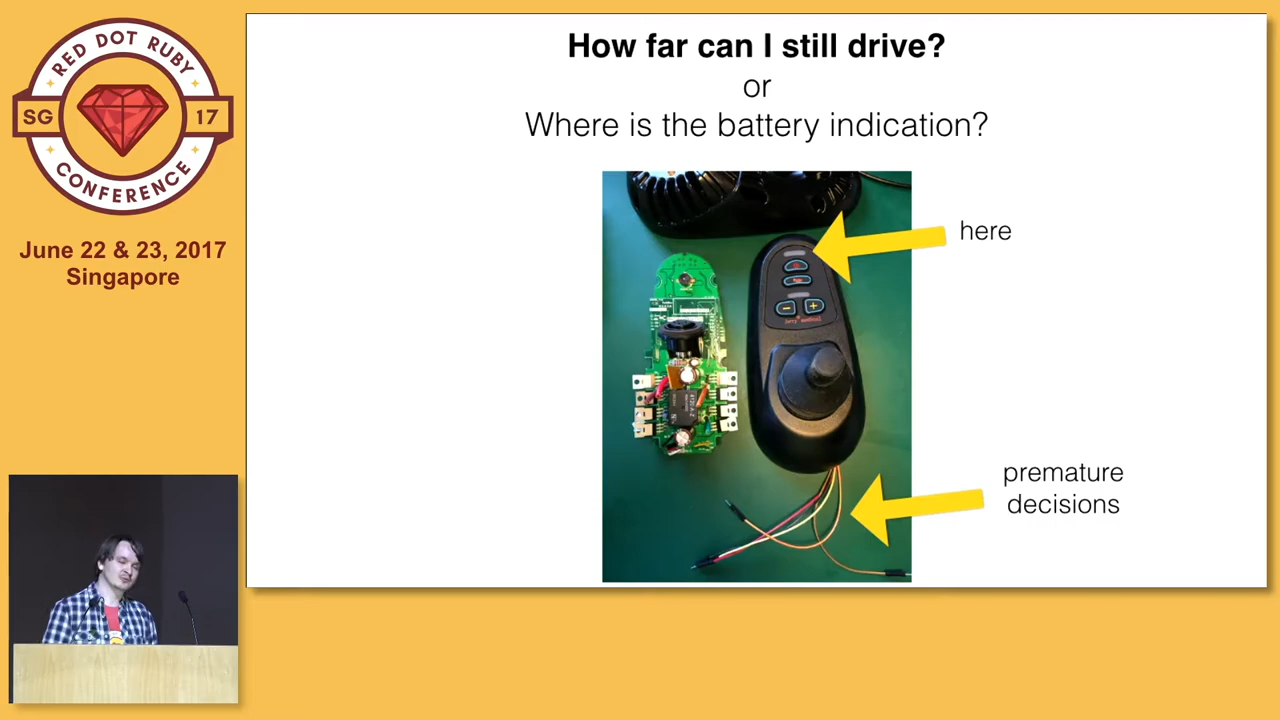 RED DOT RUBY
SG 17
CONFERENCE
June 22 & 23, 2017
Singapore
How far can I still drive?
or
Where is the battery indication?
here
- +
premature
decisions